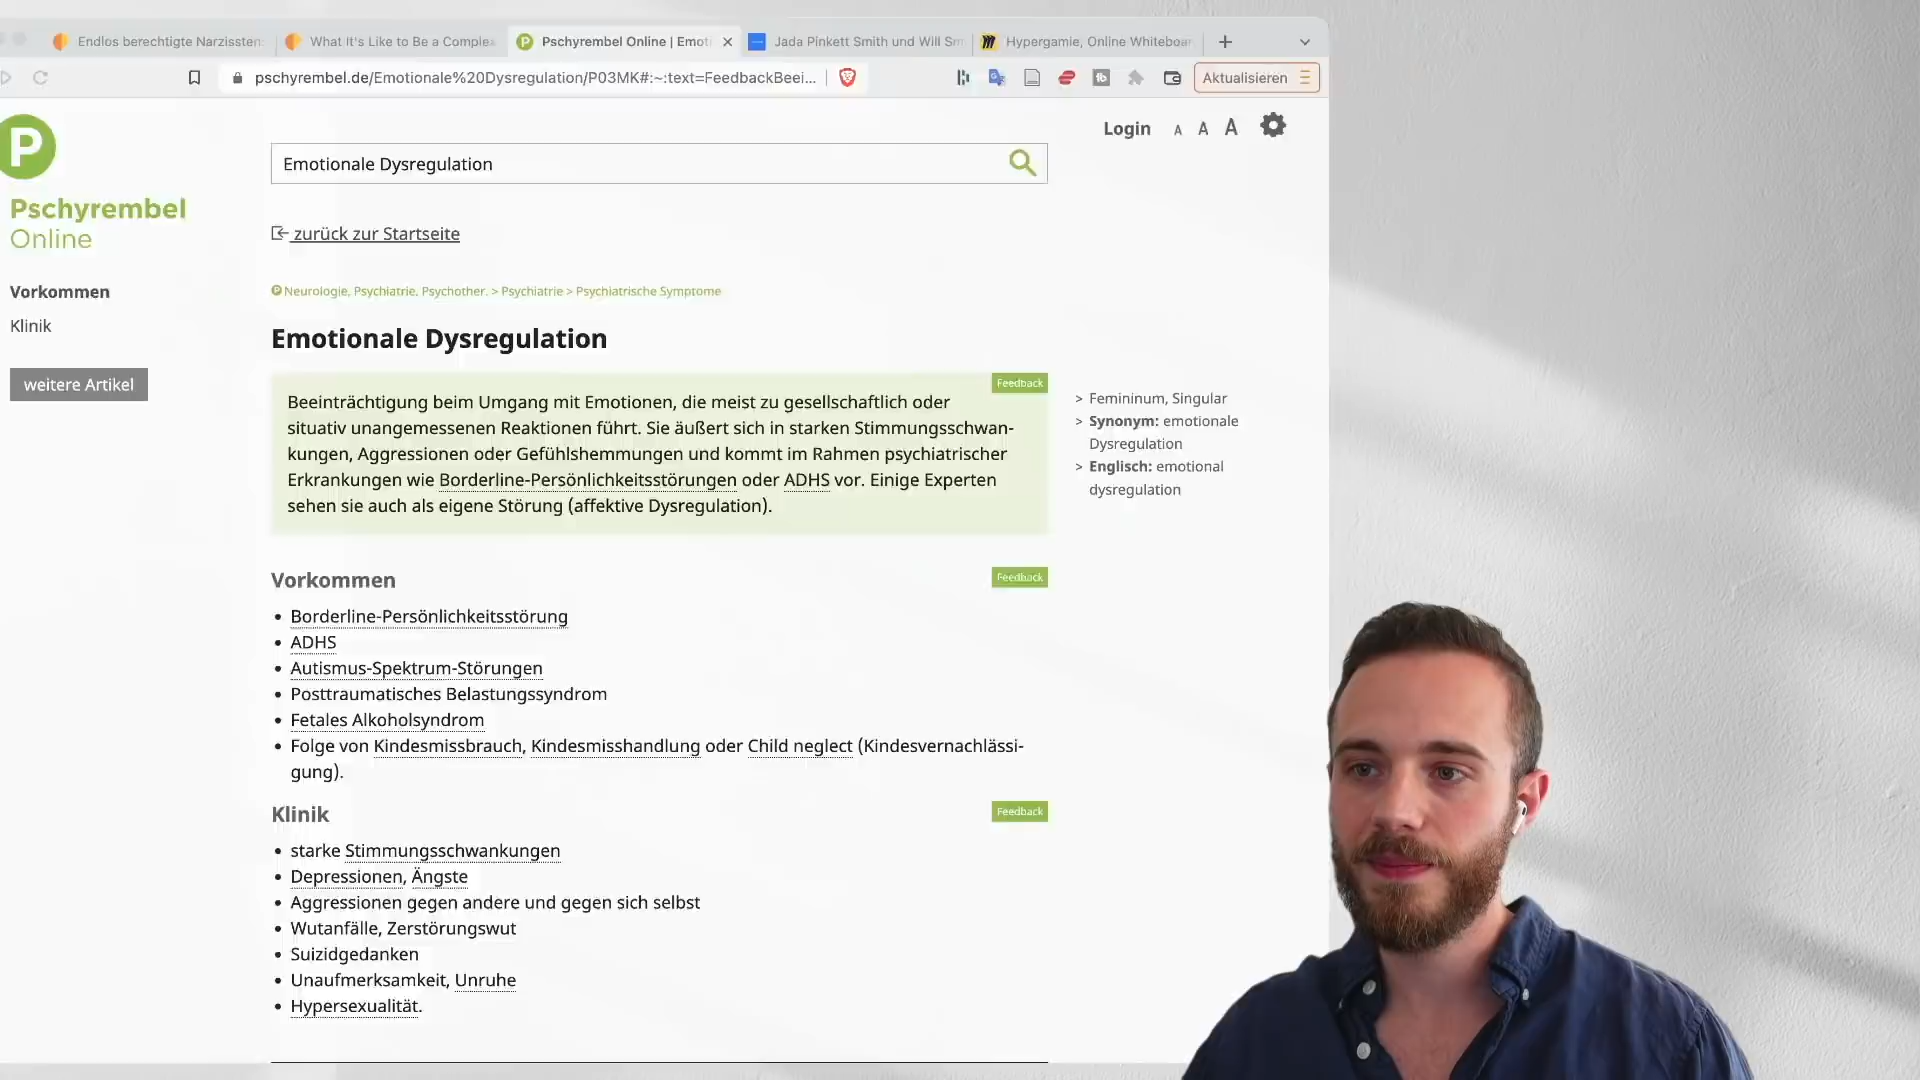 Endlos berechtigte Narzissten
What It's Like to Be a Complex
Pschyrembel Online | Emoti
Jada Pinkett Smith und Will Sm
Hypergamie, Online Whiteboar
pschyrembel.de/Emotionale%20Dysregulation/P03MK#:~:text=FeedbackBeei...
Aktualisieren
Login A A A
P
Pschyrembel
Online
Emotionale Dysregulation
zurück zur Startseite
Vorkommen
Klinik
weitere Artikel
Neurologie, Psychiatrie, Psychother. > Psychiatrie > Psychiatrische Symptome
Emotionale Dysregulation
Feedback
Beeinträchtigung beim Umgang mit Emotionen, die meist zu gesellschaftlich oder
situativ unangemessenen Reaktionen führt. Sie äußert sich in starken Stimmungsschwan-
kungen, Aggressionen oder Gefühlshemmungen und kommt im Rahmen psychiatrischer
Erkrankungen wie Borderline-Persönlichkeitsstörungen oder ADHS vor. Einige Experten
sehen sie auch als eigene Störung (affektive Dysregulation).
> Femininum, Singular
> Synonym: emotionale
Dysregulation
> Englisch: emotional
dysregulation
Vorkommen
Feedback
• Borderline-Persönlichkeitsstörung
• ADHS
• Autismus-Spektrum-Störungen
• Posttraumatisches Belastungssyndrom
• Fetales Alkoholsyndrom
• Folge von Kindesmissbrauch, Kindesmisshandlung oder Child neglect (Kindesvernachlässi-
gung).
Klinik
Feedback
• starke Stimmungsschwankungen
• Depressionen, Ängste
• Aggressionen gegen andere und gegen sich selbst
• Wutanfälle, Zerstörungswut
• Suizidgedanken
• Unaufmerksamkeit, Unruhe
• Hypersexualität.